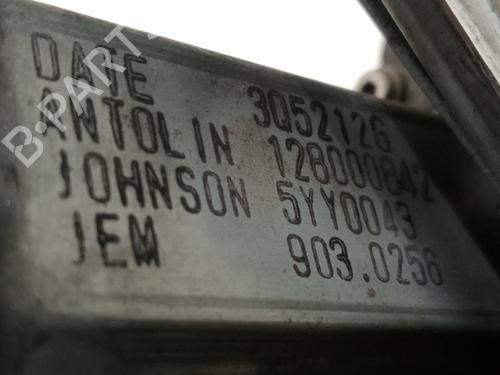 B-PARTS
DATE 3Q52126
ANTOLIN 128000842
JOHNSON 5YY0043
JEM 903.0256